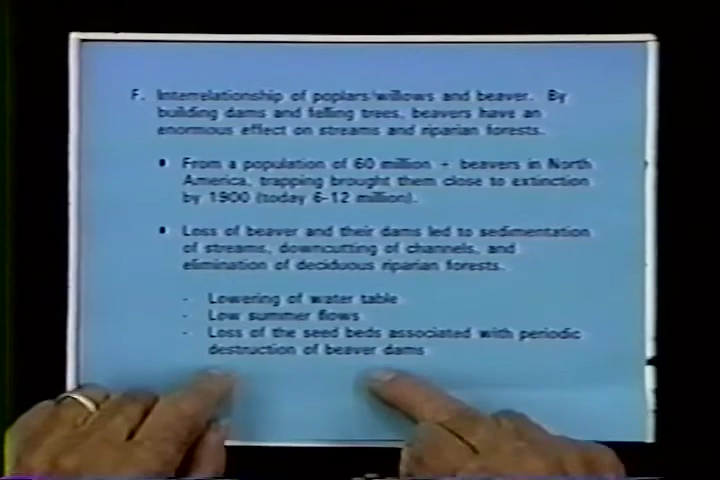 F. Interrelationship of poplars/willows and beaver. By
building dams and felling trees, beavers have an
enormous effect on streams and riparian forests.
• From a population of 60 million + beavers in North
America, trapping brought them close to extinction
by 1900 (today 6-12 million).
• Loss of beaver and their dams led to sedimentation
of streams, downcutting of channels, and
elimination of deciduous riparian forests.
- Lowering of water table
- Low summer flows
- Loss of the seed beds associated with periodic
destruction of beaver dams